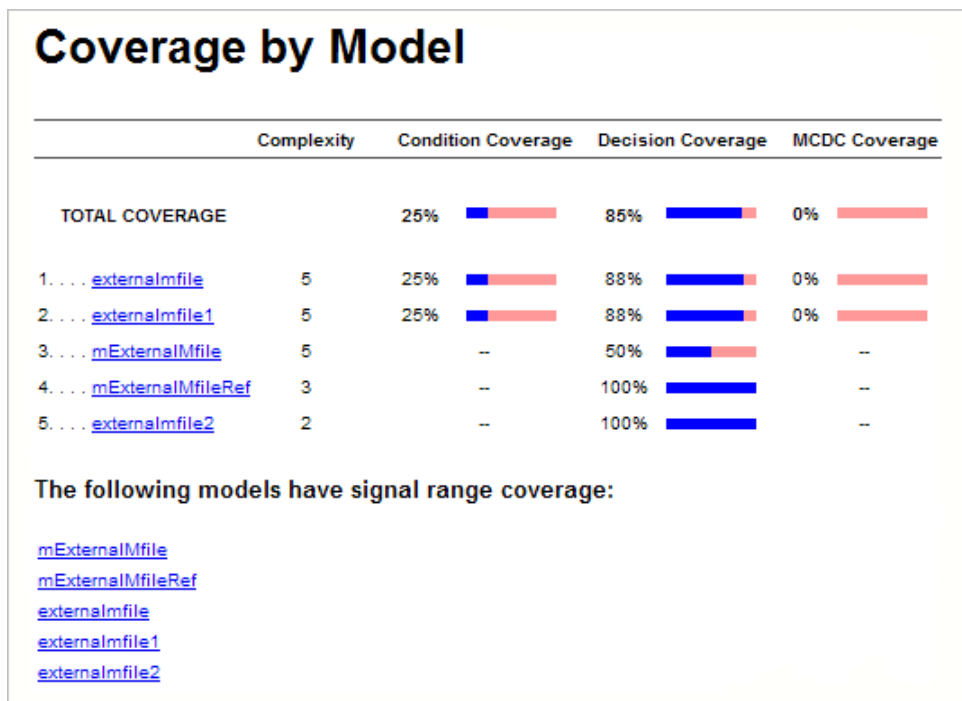 Coverage by Model
Complexity Condition Coverage Decision Coverage MCDC Coverage
TOTAL COVERAGE 25% 85% 0%
1. . . . externalmfile 5 25% 88% 0%
2. . . . externalmfile1 5 25% 88% 0%
3. . . . mExternalMfile 5 -- 50% --
4. . . . mExternalMfileRef 3 -- 100% --
5. . . . externalmfile2 2 -- 100% --
The following models have signal range coverage:
mExternalMfile
mExternalMfileRef
externalmfile
externalmfile1
externalmfile2